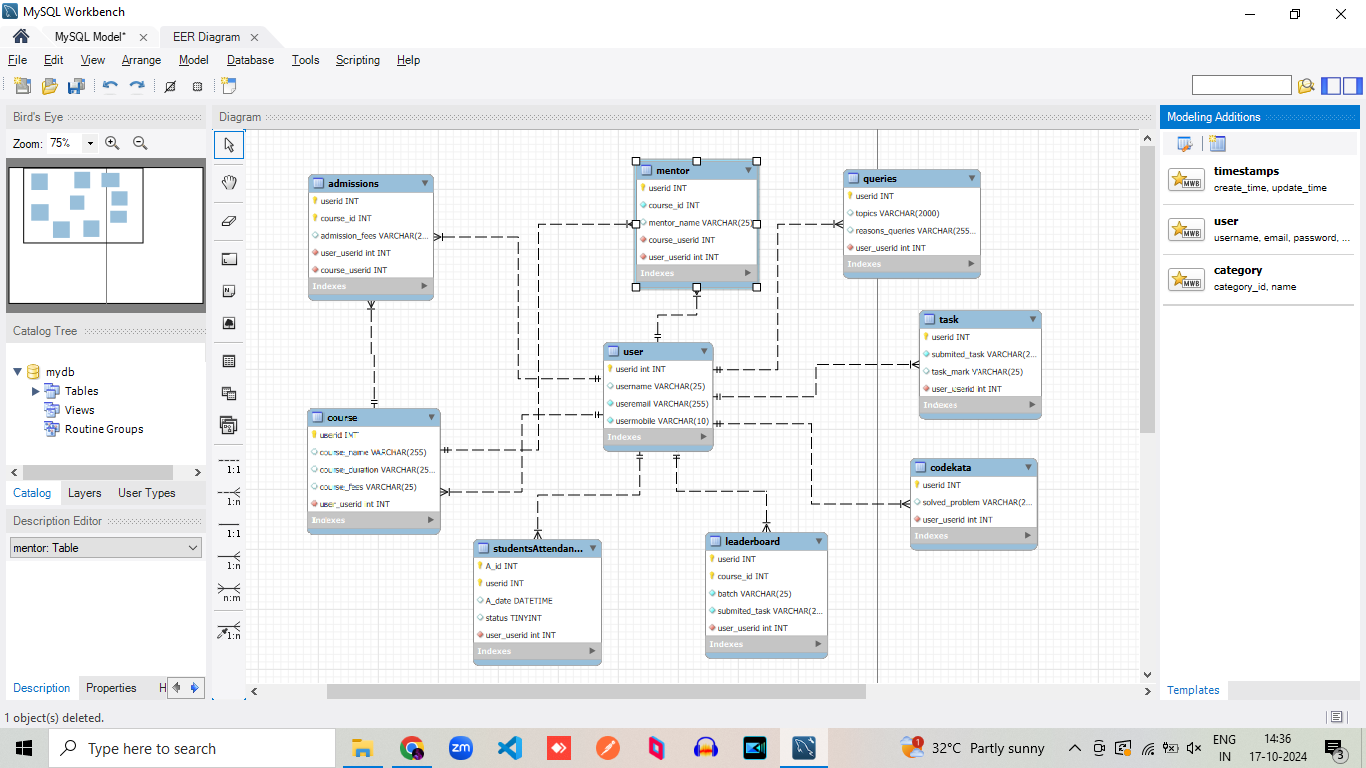 MySQL Workbench
MySQL Model*
EER Diagram
File Edit View Arrange Model Database Tools Scripting Help
Bird's Eye
Zoom: 75%
Catalog Tree
mydb
Tables
Views
Routine Groups
Catalog Layers User Types
Description Editor
mentor: Table
Description Properties H
Diagram
1:1
1:n
1:1
1:n
n:m
1:n
admissions
userid INT
course_id INT
admission_fees VARCHAR(2...
user_userid int INT
course_userid INT
Indexes
mentor
userid INT
course_id INT
mentor_name VARCHAR(25)
course_userid INT
user_userid int INT
Indexes
queries
userid INT
topics VARCHAR(2000)
reasons_queries VARCHAR(255...
user_userid int INT
Indexes
task
userid INT
submited_task VARCHAR(2...
task_mark VARCHAR(25)
user_userid int INT
Indexes
user
userid int INT
username VARCHAR(25)
useremail VARCHAR(255)
usermobile VARCHAR(10)
Indexes
course
userid INT
course_name VARCHAR(255)
course_duration VARCHAR(25...
course_fess VARCHAR(25)
user_userid int INT
Indexes
codekata
userid INT
solved_problem VARCHAR(2...
user_userid int INT
Indexes
studentsAttendan...
A_id INT
userid INT
A_date DATETIME
status TINYINT
user_userid int INT
Indexes
leaderboard
userid INT
course_id INT
batch VARCHAR(25)
submited_task VARCHAR(2...
user_userid int INT
Indexes
Modeling Additions
timestamps
create_time, update_time
user
username, email, password, ...
category
category_id, name
Templates
1 object(s) deleted.
Type here to search
zm
1
32°C Partly sunny
ENG
IN
14:36
17-10-2024
3